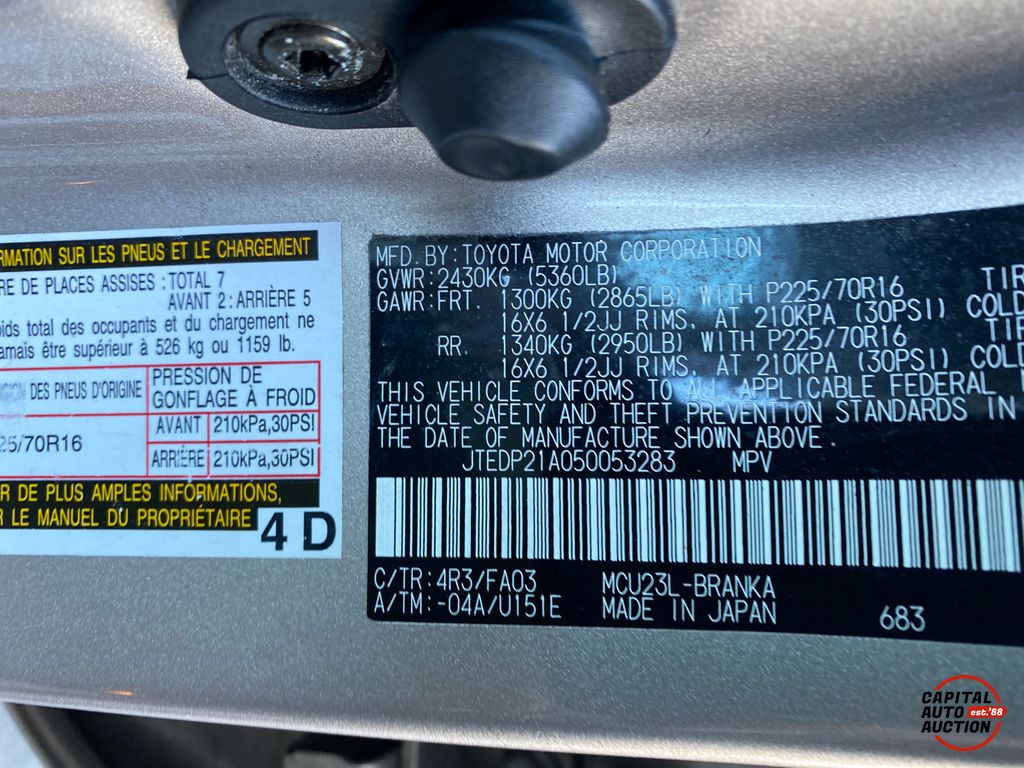 ORMATION SUR LES PNEUS ET LE CHARGEMENT
RE DE PLACES ASSISES : TOTAL 7
AVANT 2 : ARRIÈRE 5
oids total des occupants et du chargement ne
amais être supérieur à 526 kg ou 1159 lb.
DES PNEUS D'ORIGINE
PRESSION DE
GONFLAGE À FROID
25/70R16
AVANT 210kPa,30PSI
ARRIÈRE 210kPa,30PSI
R DE PLUS AMPLES INFORMATIONS,
R LE MANUEL DU PROPRIÉTAIRE
4 D
MFD. BY: TOYOTA MOTOR CORPORATION
GVWR: 2430KG (5360LB)
GAWR: FRT. 1300KG (2865LB) WITH P225/70R16 TIR
16X6 1/2JJ RIMS, AT 210KPA (30PSI) COLD
RR. 1340KG (2950LB) WITH P225/70R16 TIR
16X6 1/2JJ RIMS, AT 210KPA (30PSI) COLD
THIS VEHICLE CONFORMS TO ALL APPLICABLE FEDERAL
VEHICLE SAFETY AND THEFT PREVENTION STANDARDS IN
THE DATE OF MANUFACTURE SHOWN ABOVE.
JTEDP21A050053283 MPV
C/TR: 4R3/FA03 MCU23L-BRANKA
A/TM: -04A/U151E MADE IN JAPAN 683
CAPITAL
AUTO est.'88
AUCTION